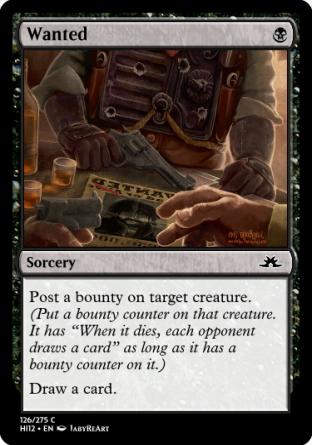 Wanted
WANTED
Sorcery
Post a bounty on target creature.
(Put a bounty counter on that creature.
It has “When it dies, each opponent
draws a card” as long as it has a
bounty counter on it.)
Draw a card.
126/275 C
HI12 • EN JABYREART